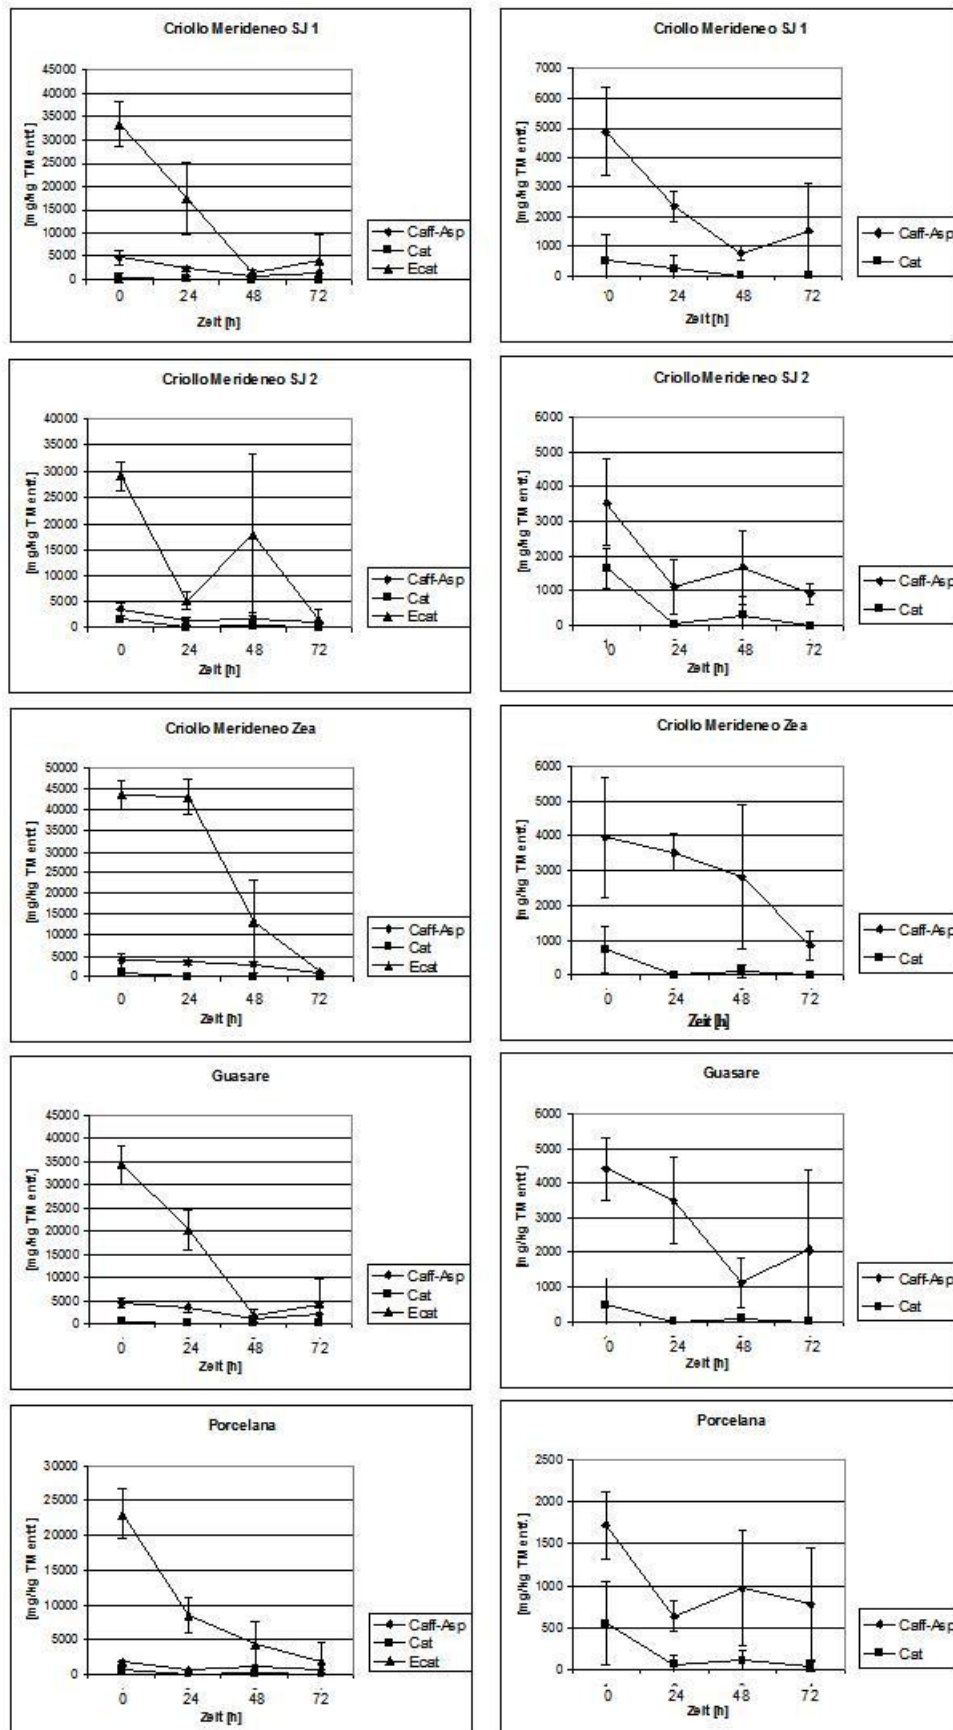 Criollo Merideneo SJ 1
[mg/kg TM entf.]
45000
40000
35000
30000
25000
20000
15000
10000
5000
0
0 24 48 72
Zeit [h]
Caff-Asp
Cat
Ecat
Criollo Merideneo SJ 1
[mg/kg TM entf.]
7000
6000
5000
4000
3000
2000
1000
0
0 24 48 72
Zeit [h]
Caff-Asp
Cat
Criollo Merideneo SJ 2
[mg/kg TM entf.]
40000
35000
30000
25000
20000
15000
10000
5000
0
0 24 48 72
Zeit [h]
Caff-Asp
Cat
Ecat
Criollo Merideneo SJ 2
[mg/kg TM entf.]
6000
5000
4000
3000
2000
1000
0
0 24 48 72
Zeit [h]
Caff-Asp
Cat
Criollo Merideneo Zea
[mg/kg TM entf.]
50000
45000
40000
35000
30000
25000
20000
15000
10000
5000
0
0 24 48 72
Zeit [h]
Caff-Asp
Cat
Ecat
Criollo Merideneo Zea
[mg/kg TM entf.]
6000
5000
4000
3000
2000
1000
0
0 24 48 72
Zeit [h]
Caff-Asp
Cat
Guasare
[mg/kg TM entf.]
45000
40000
35000
30000
25000
20000
15000
10000
5000
0
0 24 48 72
Zeit [h]
Caff-Asp
Cat
Ecat
Guasare
[mg/kg TM entf.]
6000
5000
4000
3000
2000
1000
0
0 24 48 72
Zeit [h]
Caff-Asp
Cat
Porcelana
[mg/kg TM entf.]
30000
25000
20000
15000
10000
5000
0
0 24 48 72
Zeit [h]
Caff-Asp
Cat
Ecat
Porcelana
[mg/kg TM entf.]
2500
2000
1500
1000
500
0
0 24 48 72
Zeit [h]
Caff-Asp
Cat